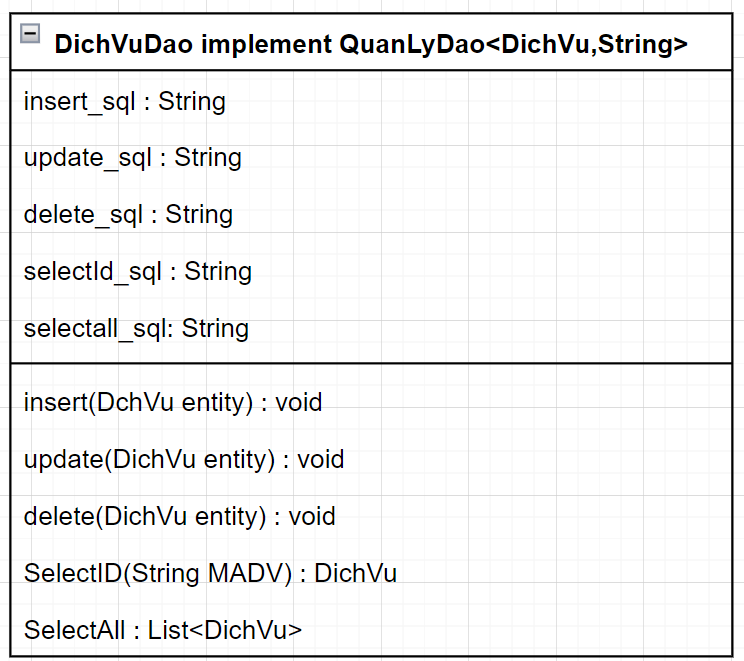 DichVuDao implement QuanLyDao<DichVu,String>
insert_sql : String
update_sql : String
delete_sql : String
selectId_sql : String
selectall_sql: String
insert(DchVu entity) : void
update(DichVu entity) : void
delete(DichVu entity) : void
SelectID(String MADV) : DichVu
SelectAll : List<DichVu>